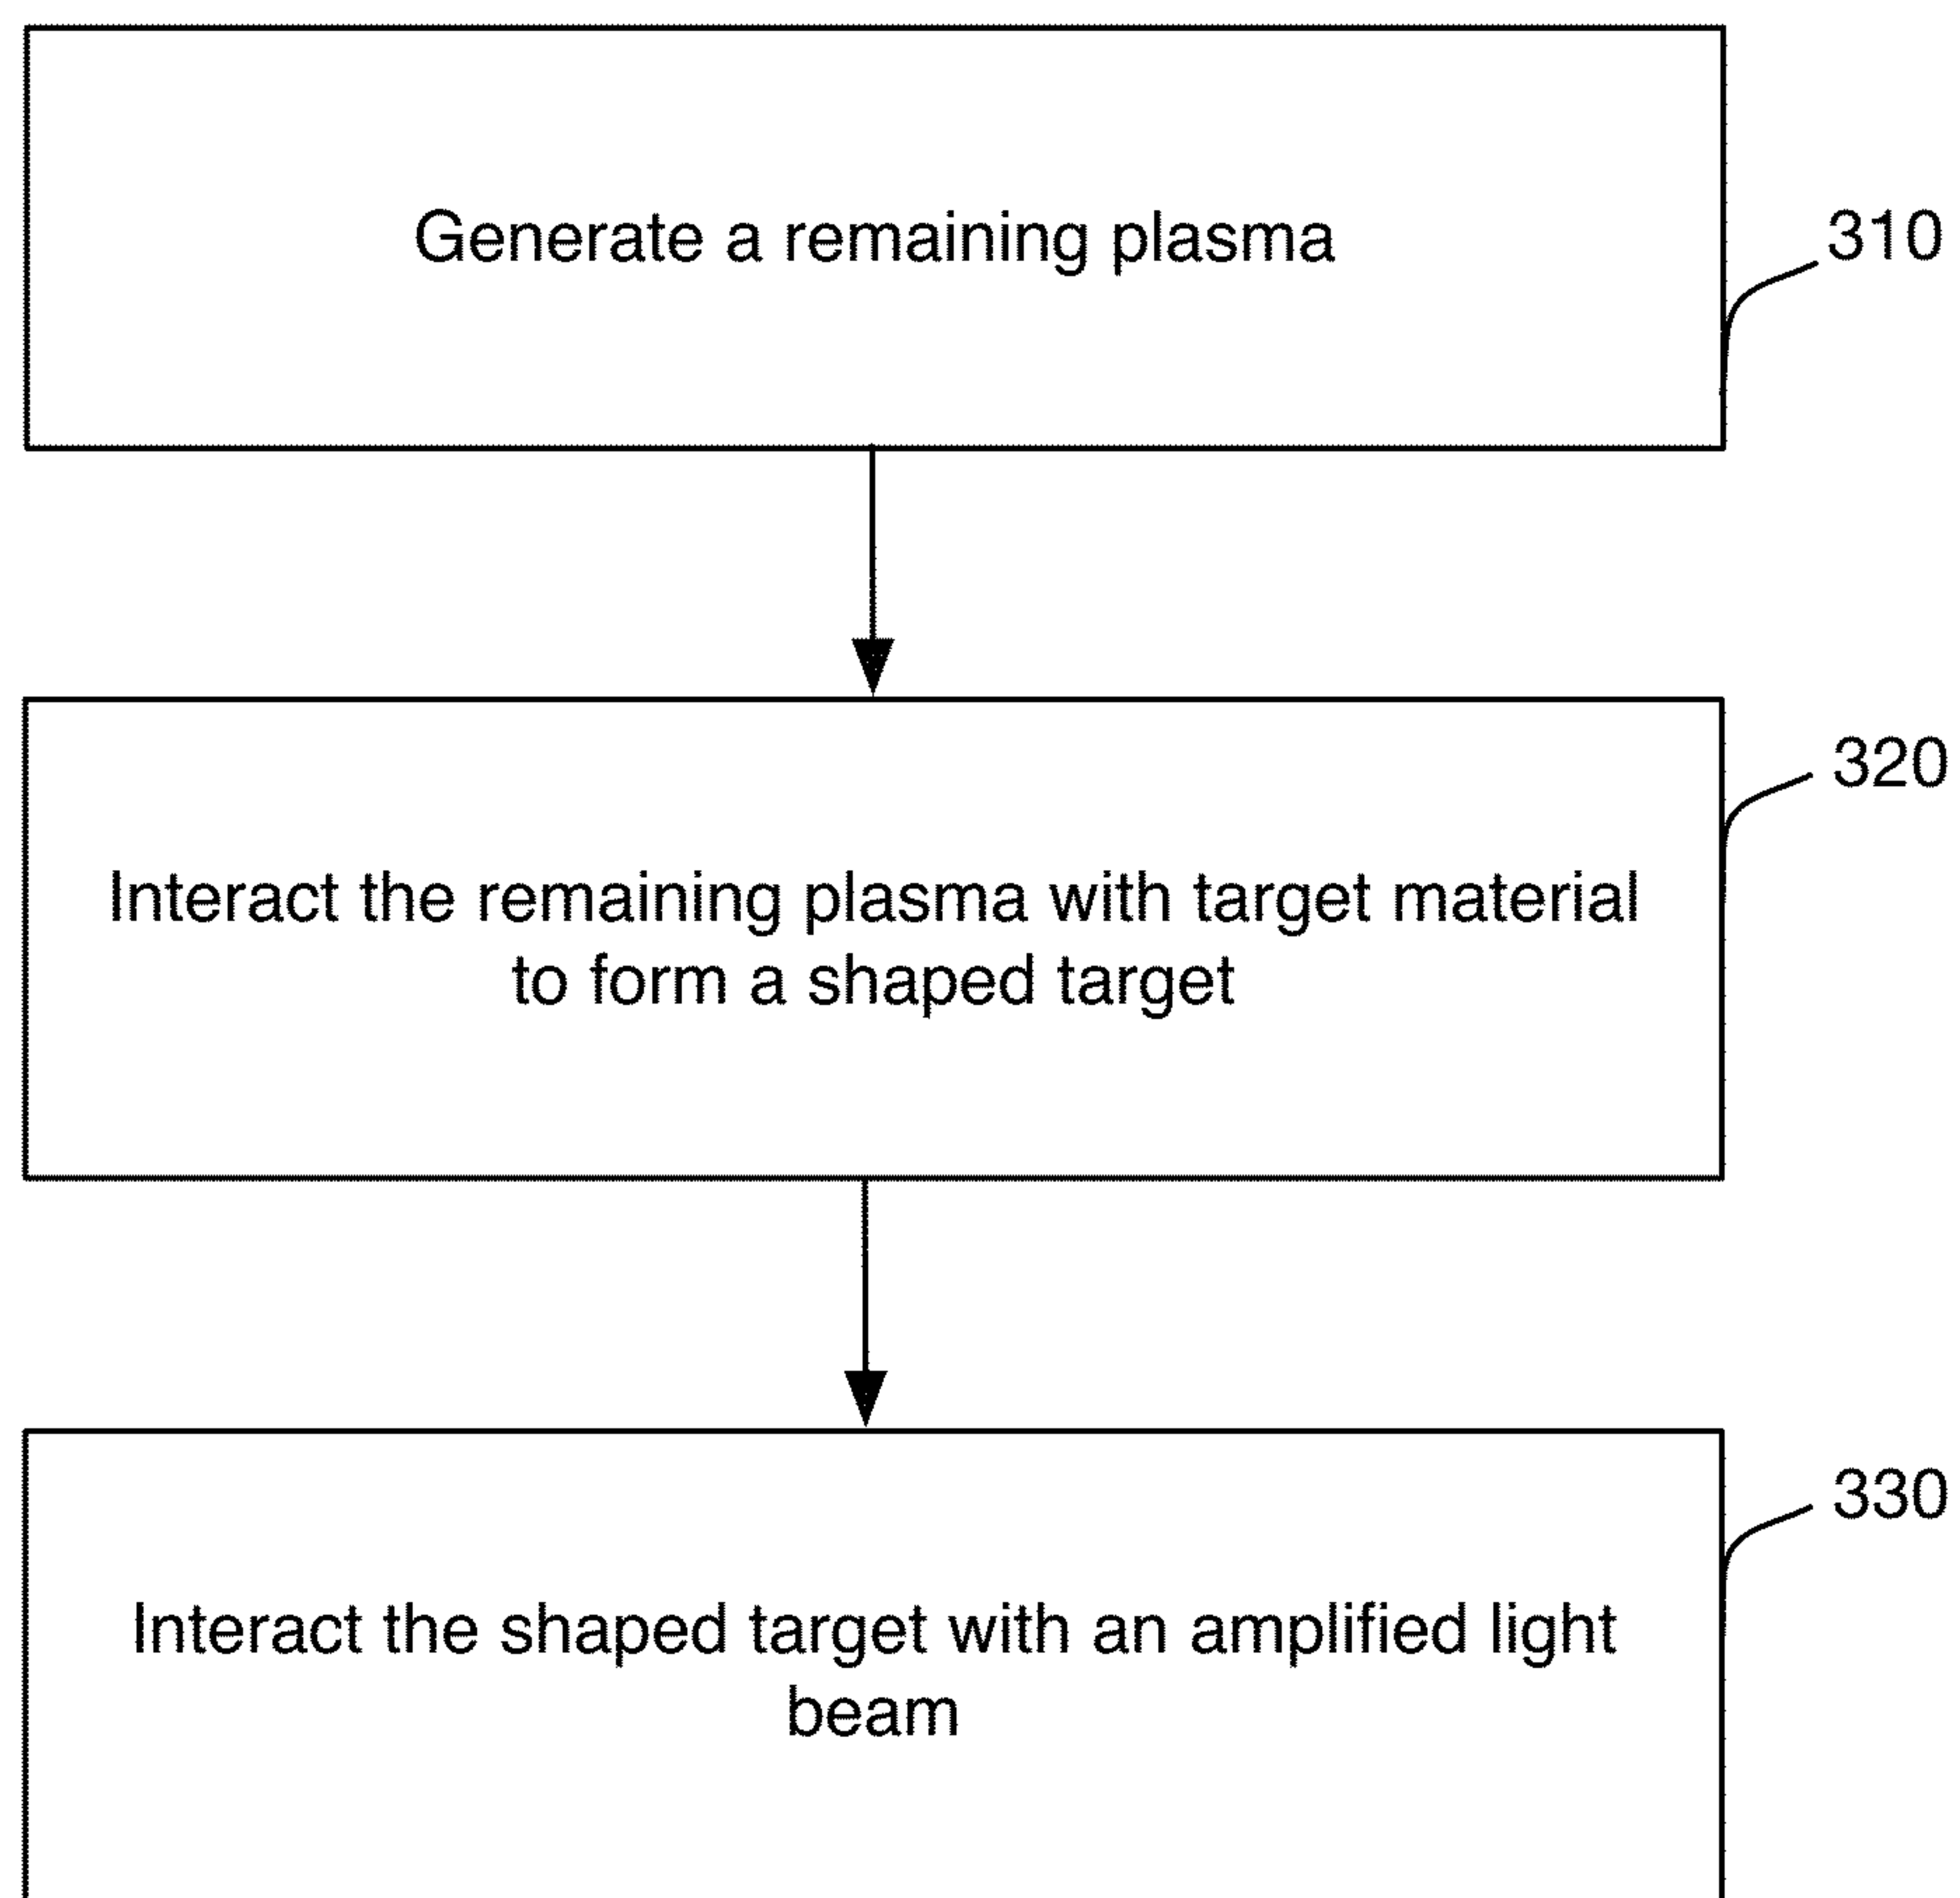 Generate a remaining plasma
310
320
Interact the remaining plasma with target material
to form a shaped target
330
Interact the shaped target with an amplified light
beam